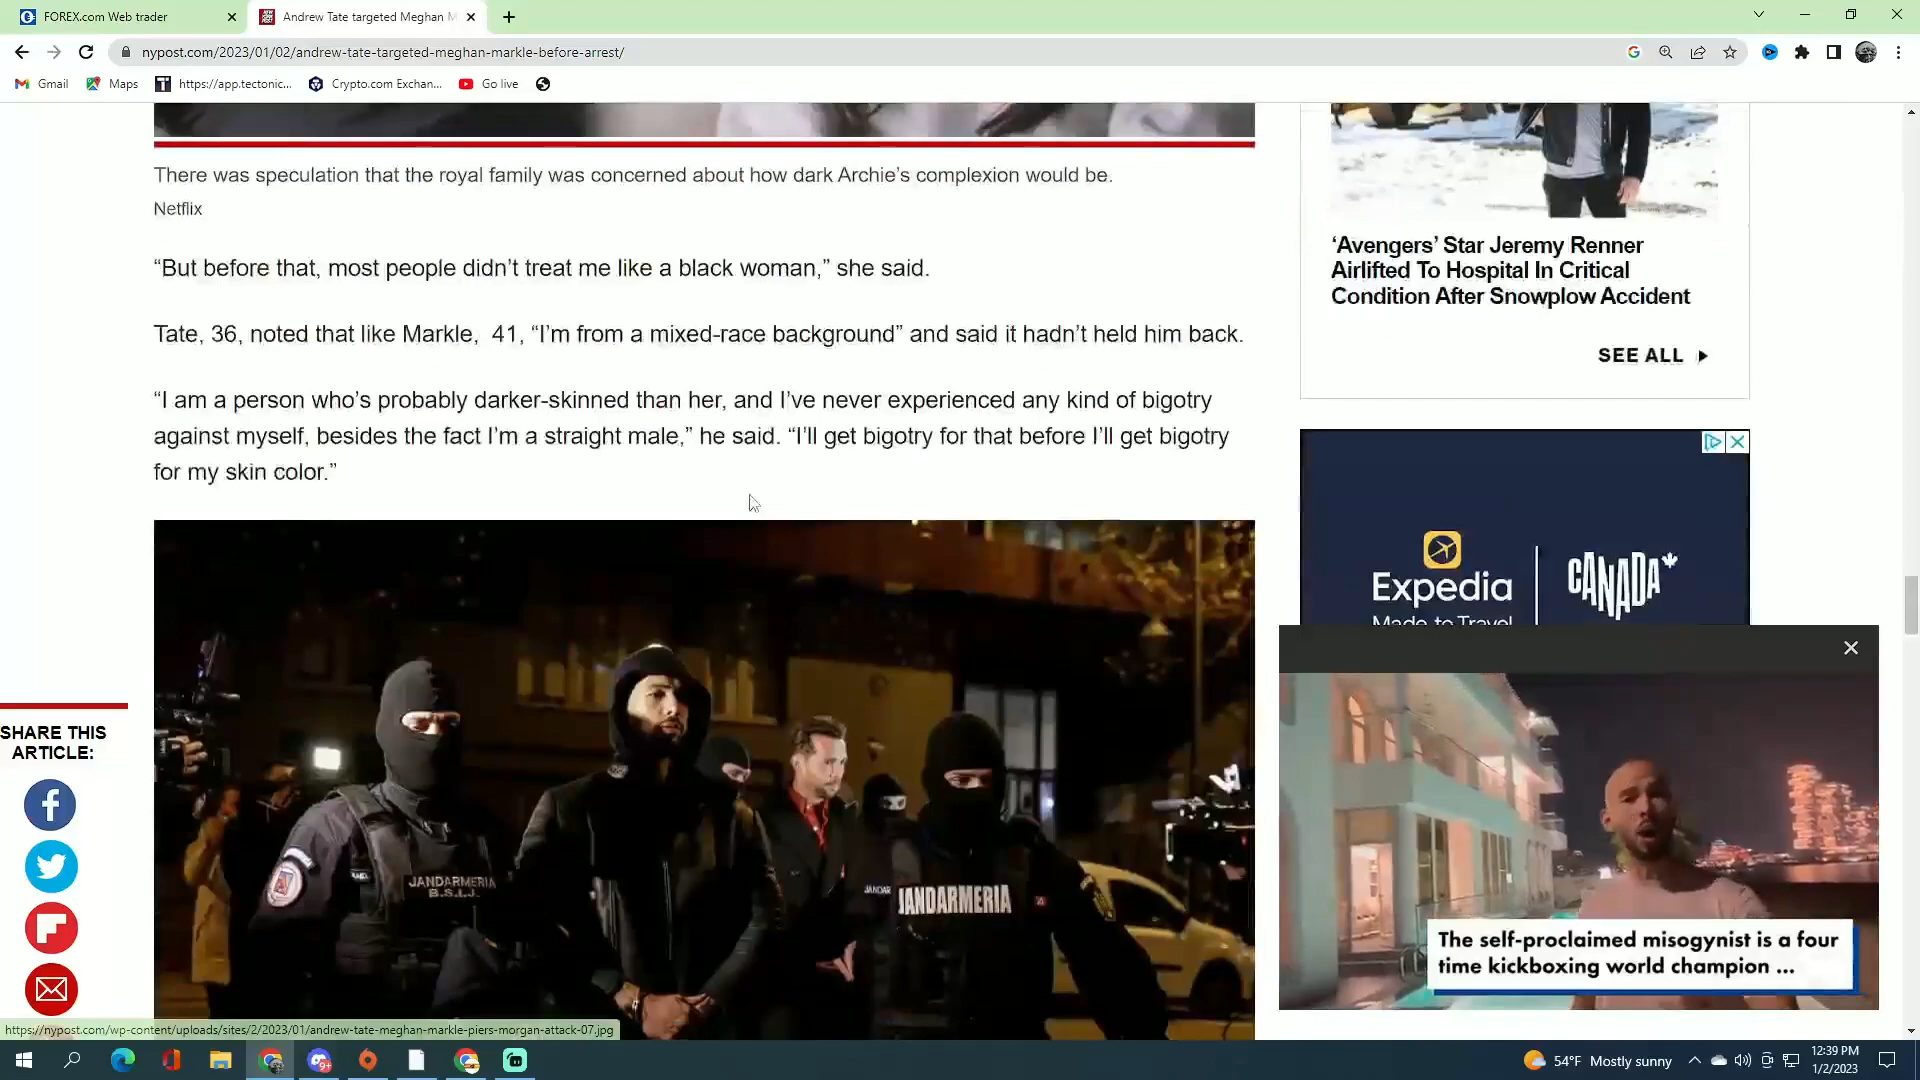 FOREX.com Web trader
Andrew Tate targeted Meghan M
nypost.com/2023/01/02/andrew-tate-targeted-meghan-markle-before-arrest/
Gmail
Maps
https://app.tectonic...
Crypto.com Exchan...
Go live
There was speculation that the royal family was concerned about how dark Archie’s complexion would be.
Netflix
“But before that, most people didn’t treat me like a black woman,” she said.
Tate, 36, noted that like Markle,  41, “I’m from a mixed-race background” and said it hadn’t held him back.
“I am a person who’s probably darker-skinned than her, and I’ve never experienced any kind of bigotry
against myself, besides the fact I’m a straight male,” he said. “I’ll get bigotry for that before I’ll get bigotry
for my skin color.”
‘Avengers’ Star Jeremy Renner
Airlifted To Hospital In Critical
Condition After Snowplow Accident
SEE ALL
Expedia
Made to Travel
CANADA
SHARE THIS
ARTICLE:
JANDARMERIA
B.S.I.J.
JANDAR
JANDARMERIA
The self-proclaimed misogynist is a four
time kickboxing world champion ...
https://nypost.com/wp-content/uploads/sites/2/2023/01/andrew-tate-meghan-markle-piers-morgan-attack-07.jpg
9+
54°F Mostly sunny
12:39 PM
1/2/2023